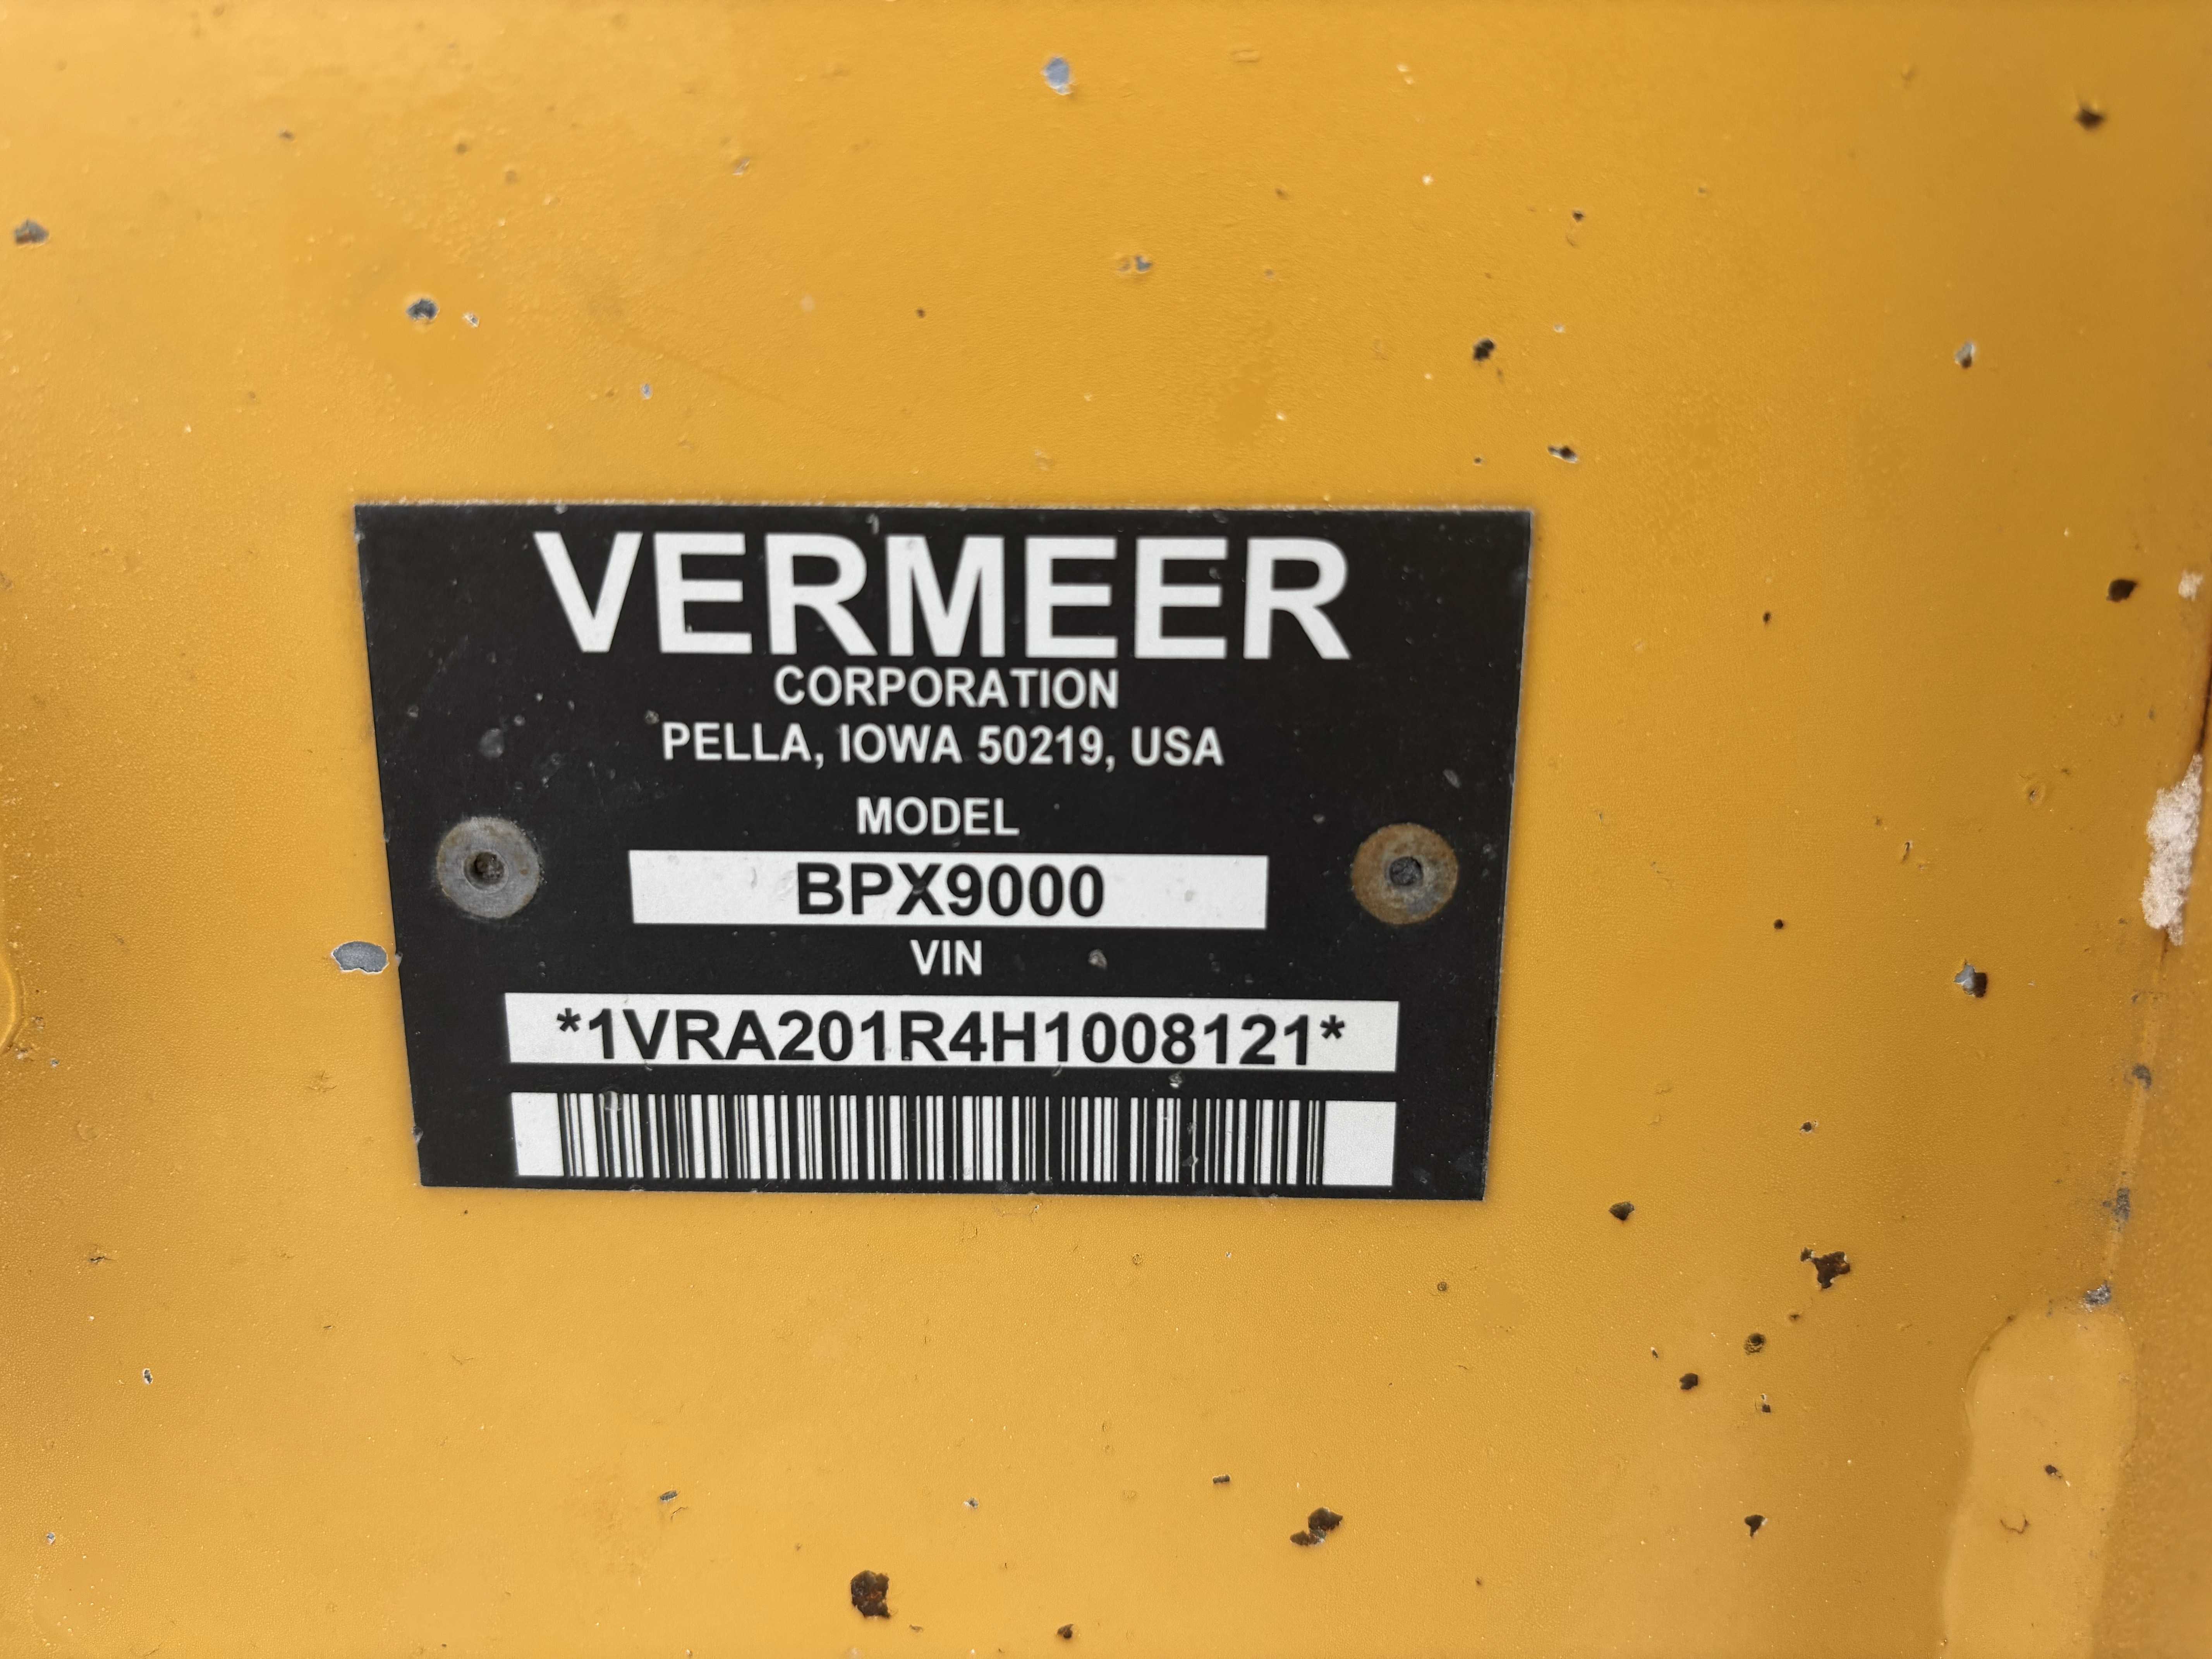 VERMEER
CORPORATION
PELLA, IOWA 50219, USA
MODEL
BPX9000
VIN
*1VRA201R4H1008121*